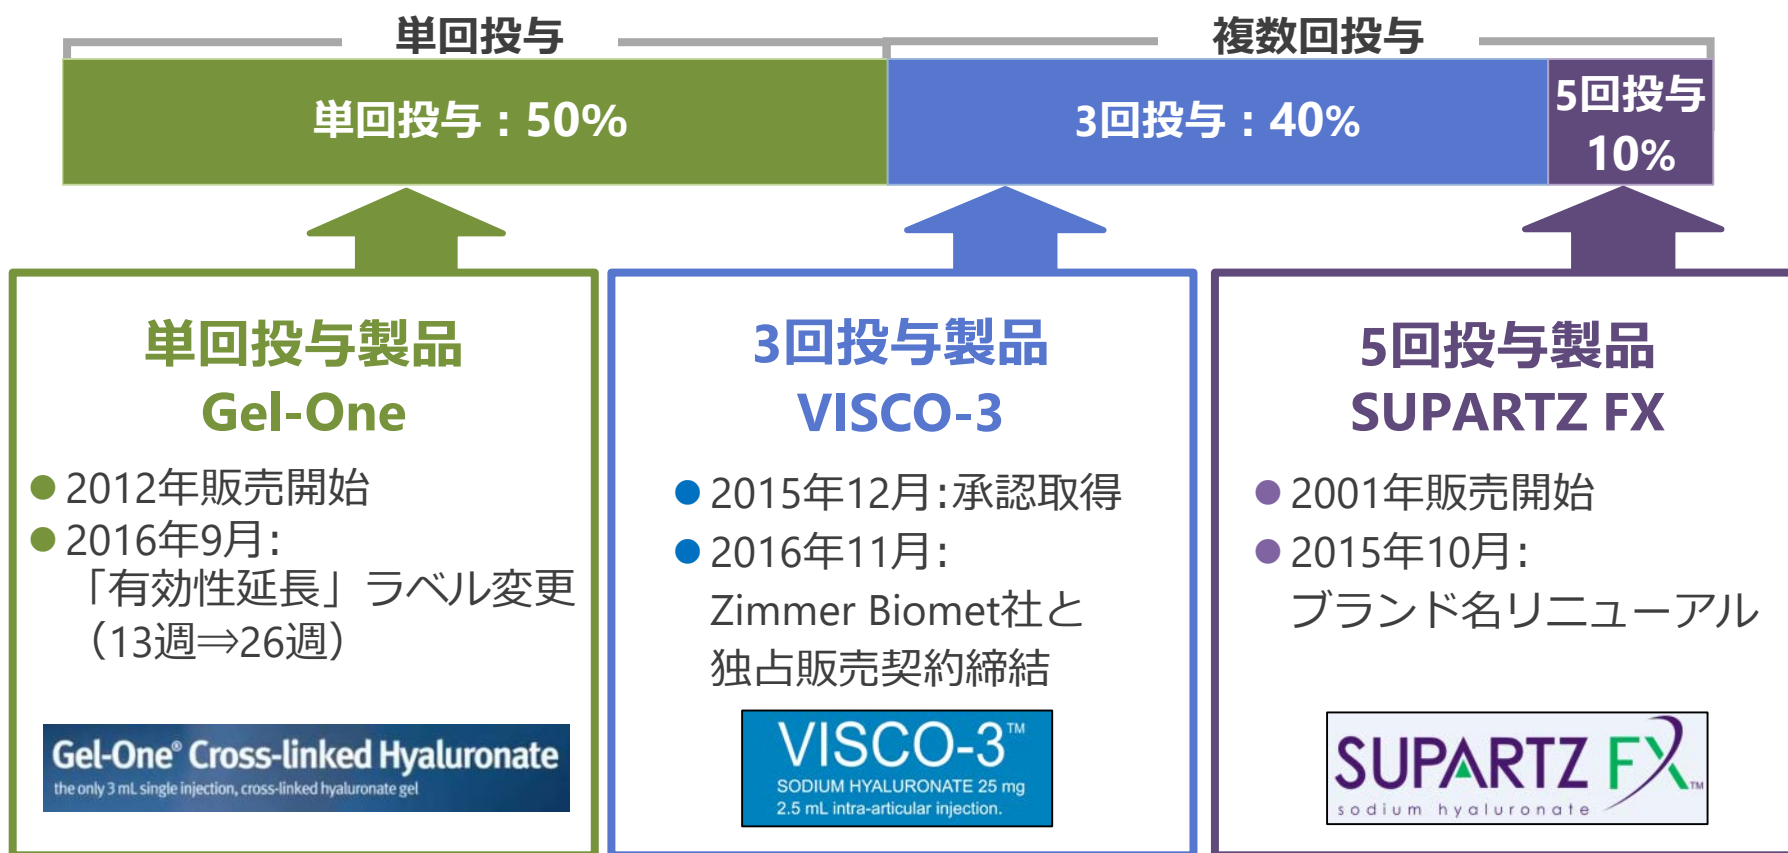 単回投与
複数回投与
単回投与：50%
3回投与：40%
5回投与
10%
単回投与製品
Gel-One
● 2012年販売開始
● 2016年9月：
「有効性延長」ラベル変更
（13週⇒26週）
Gel-One® Cross-linked Hyaluronate
the only 3 mL single injection, cross-linked hyaluronate gel
3回投与製品
VISCO-3
● 2015年12月：承認取得
● 2016年11月：
Zimmer Biomet社と
独占販売契約締結
VISCO-3™
SODIUM HYALURONATE 25 mg
2.5 mL intra-articular injection.
5回投与製品
SUPARTZ FX
● 2001年販売開始
● 2015年10月：
ブランド名リニューアル
SUPARTZ FX™
sodium hyaluronate